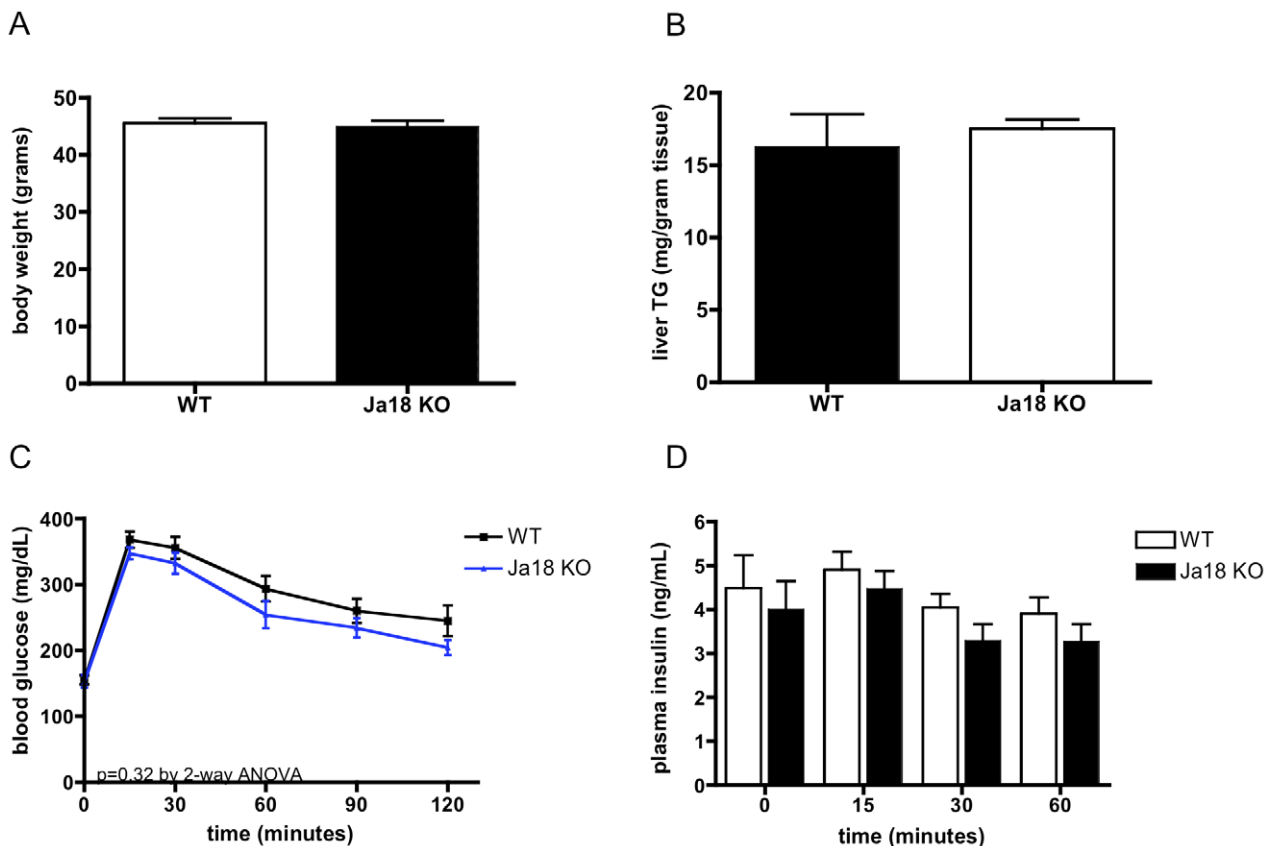 A
body weight (grams)
50
40
30
20
10
0
WT
Ja18 KO
B
liver TG (mg/gram tissue)
20
15
10
5
0
WT
Ja18 KO
C
blood glucose (mg/dL)
400
300
200
100
0
p=0.32 by 2-way ANOVA
0
30
60
90
120
time (minutes)
WT
Ja18 KO
D
plasma insulin (ng/mL)
6
5
4
3
2
1
0
0
15
30
60
time (minutes)
WT
Ja18 KO